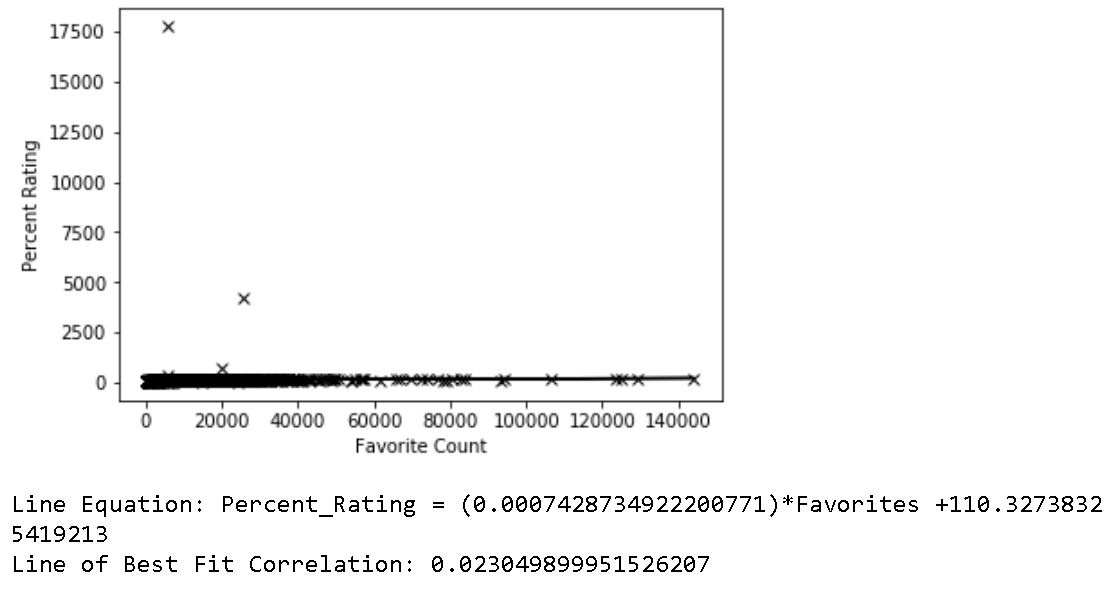 17500
15000
12500
10000
7500
5000
2500
0
Percent Rating
0 20000 40000 60000 80000 100000 120000 140000
Favorite Count
Line Equation: Percent_Rating = (0.0007428734922200771)*Favorites +110.3273832
5419213
Line of Best Fit Correlation: 0.023049899951526207